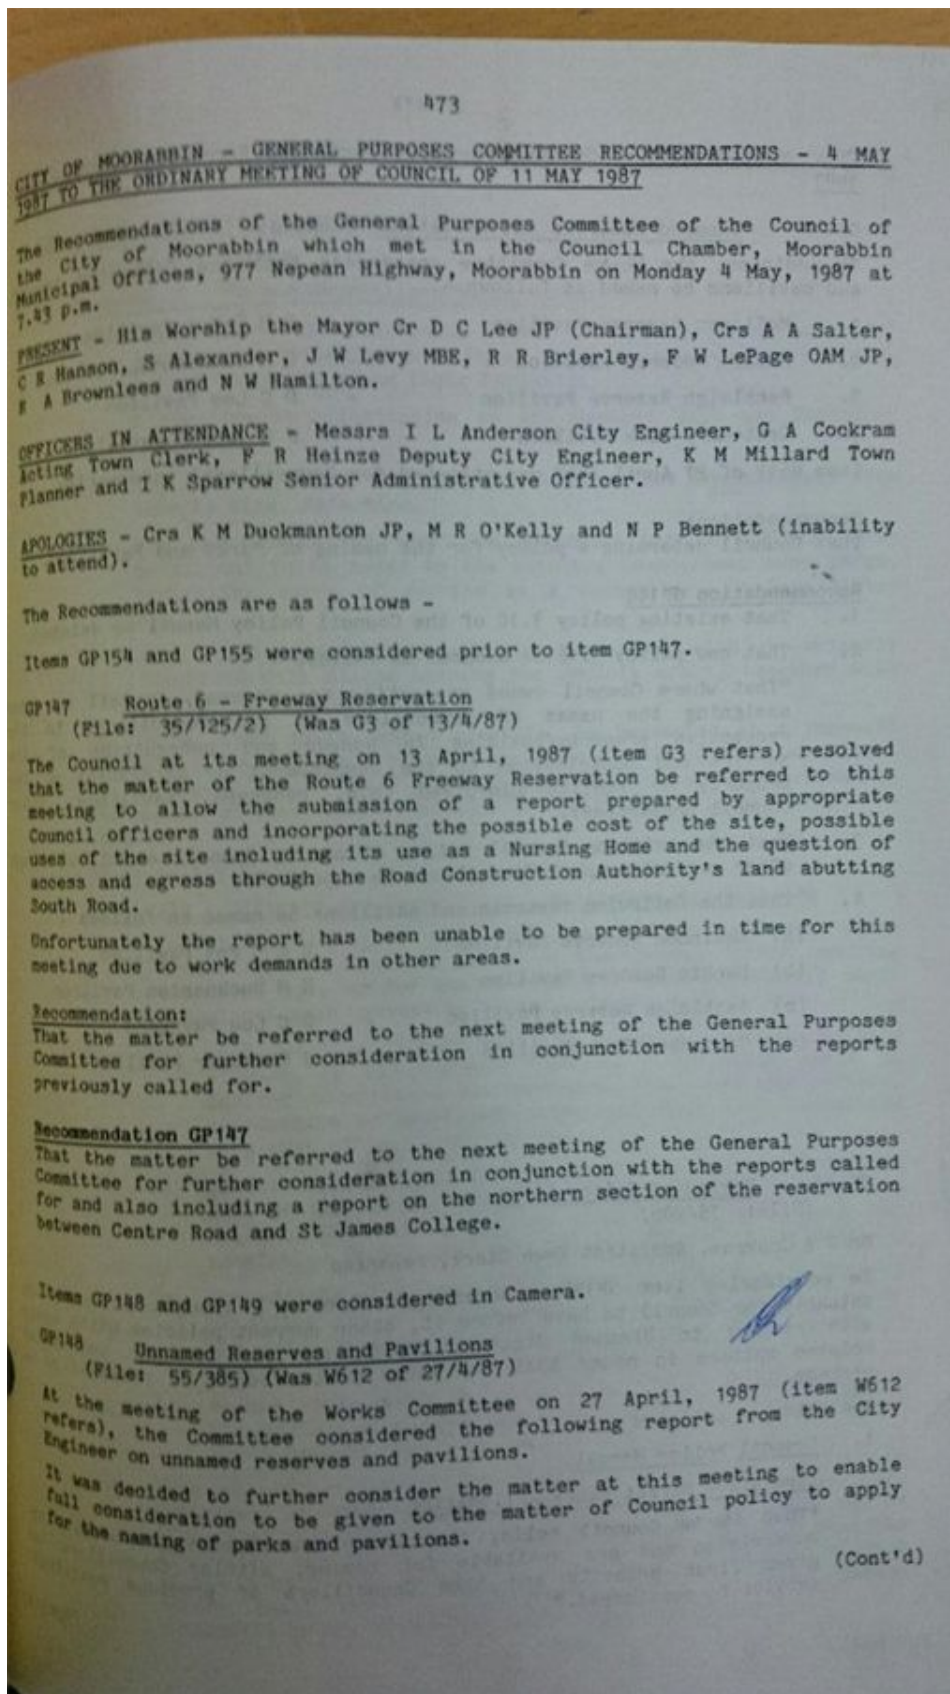 473
CITY OF MOORABBIN - GENERAL PURPOSES COMMITTEE RECOMMENDATIONS - 4 MAY
1987 TO THE ORDINARY MEETING OF COUNCIL OF 11 MAY 1987
The Recommendations of the General Purposes Committee of the Council of
the City of Moorabbin which met in the Council Chamber, Moorabbin
Municipal Offices, 977 Nepean Highway, Moorabbin on Monday 4 May, 1987 at
7.43 p.m.
PRESENT - His Worship the Mayor Cr D C Lee JP (Chairman), Crs A A Salter,
C R Hanson, S Alexander, J W Levy MBE, R R Brierley, F W LePage OAM JP,
A Brownlees and N W Hamilton.
OFFICERS IN ATTENDANCE - Messrs I L Anderson City Engineer, G A Cockram
Acting Town Clerk, F R Heinze Deputy City Engineer, K M Millard Town
Planner and I K Sparrow Senior Administrative Officer.
APOLOGIES - Crs K M Duckmanton JP, M R O'Kelly and N P Bennett (inability
to attend).
The Recommendations are as follows -
Items GP154 and GP155 were considered prior to item GP147.
GP147 Route 6 - Freeway Reservation
(File: 35/125/2) (Was G3 of 13/4/87)
The Council at its meeting on 13 April, 1987 (item G3 refers) resolved
that the matter of the Route 6 Freeway Reservation be referred to this
meeting to allow the submission of a report prepared by appropriate
Council officers and incorporating the possible cost of the site, possible
uses of the site including its use as a Nursing Home and the question of
access and egress through the Road Construction Authority's land abutting
South Road.
Unfortunately the report has been unable to be prepared in time for this
meeting due to work demands in other areas.
Recommendation:
That the matter be referred to the next meeting of the General Purposes
Committee for further consideration in conjunction with the reports
previously called for.
Recommendation GP147
That the matter be referred to the next meeting of the General Purposes
Committee for further consideration in conjunction with the reports called
for and also including a report on the northern section of the reservation
between Centre Road and St James College.
Items GP148 and GP149 were considered in Camera.
GP148 Unnamed Reserves and Pavilions
(File: 55/385) (Was W612 of 27/4/87)
At the meeting of the Works Committee on 27 April, 1987 (item W612
refers), the Committee considered the following report from the City
Engineer on unnamed reserves and pavilions.
It was decided to further consider the matter at this meeting to enable
full consideration to be given to the matter of Council policy to apply
for the naming of parks and pavilions.
(Cont'd)